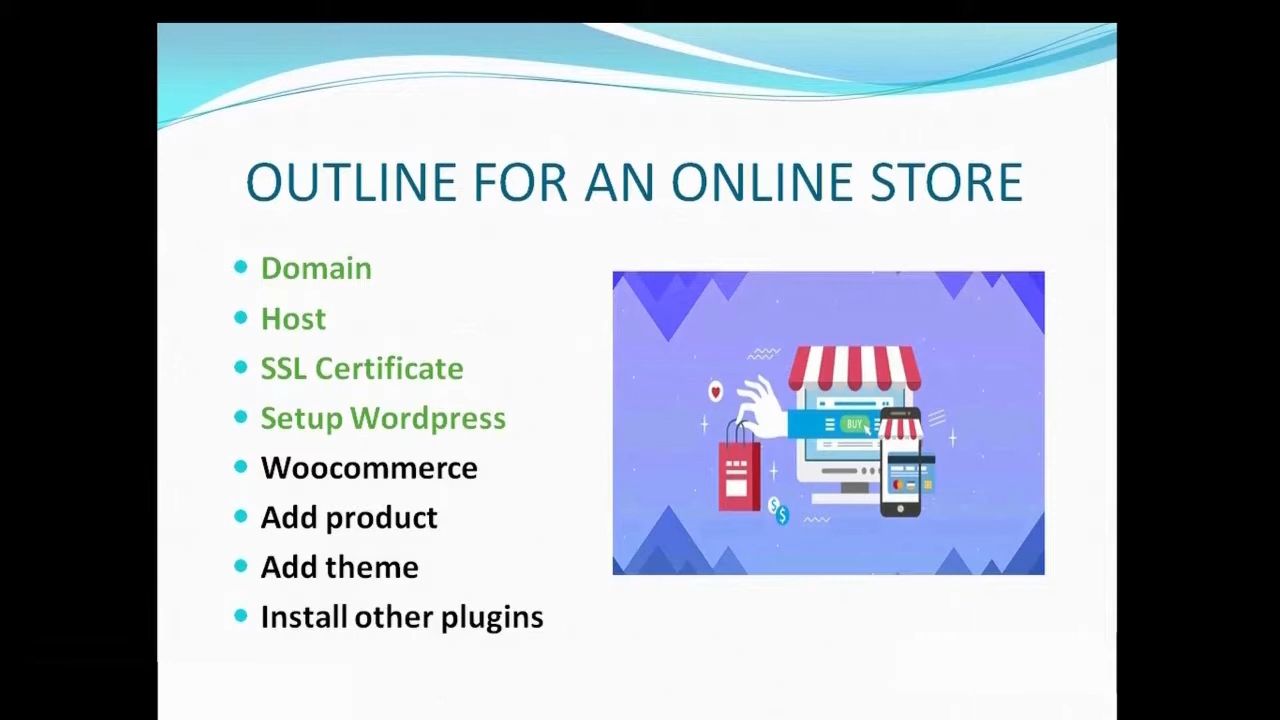 OUTLINE FOR AN ONLINE STORE
Domain
Host
SSL Certificate
Setup Wordpress
Woocommerce
Add product
Add theme
Install other plugins
BUY
$
$